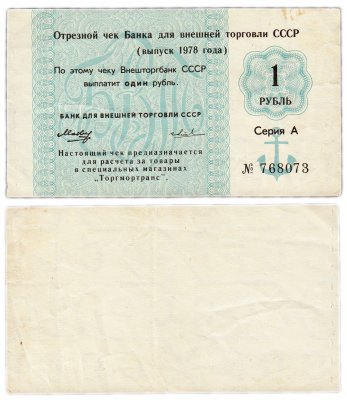 Отрезной чек Банка для внешней торговли СССР
(выпуск 1978 года)
По этому чеку Внешторгбанк СССР
выплатит один рубль.
БАНК ДЛЯ ВНЕШНЕЙ ТОРГОВЛИ СССР
Настоящий чек предназначается
для расчета за товары
в специальных магазинах
"Торгмортранс".
1
РУБЛЬ
Серия А
№ 768073